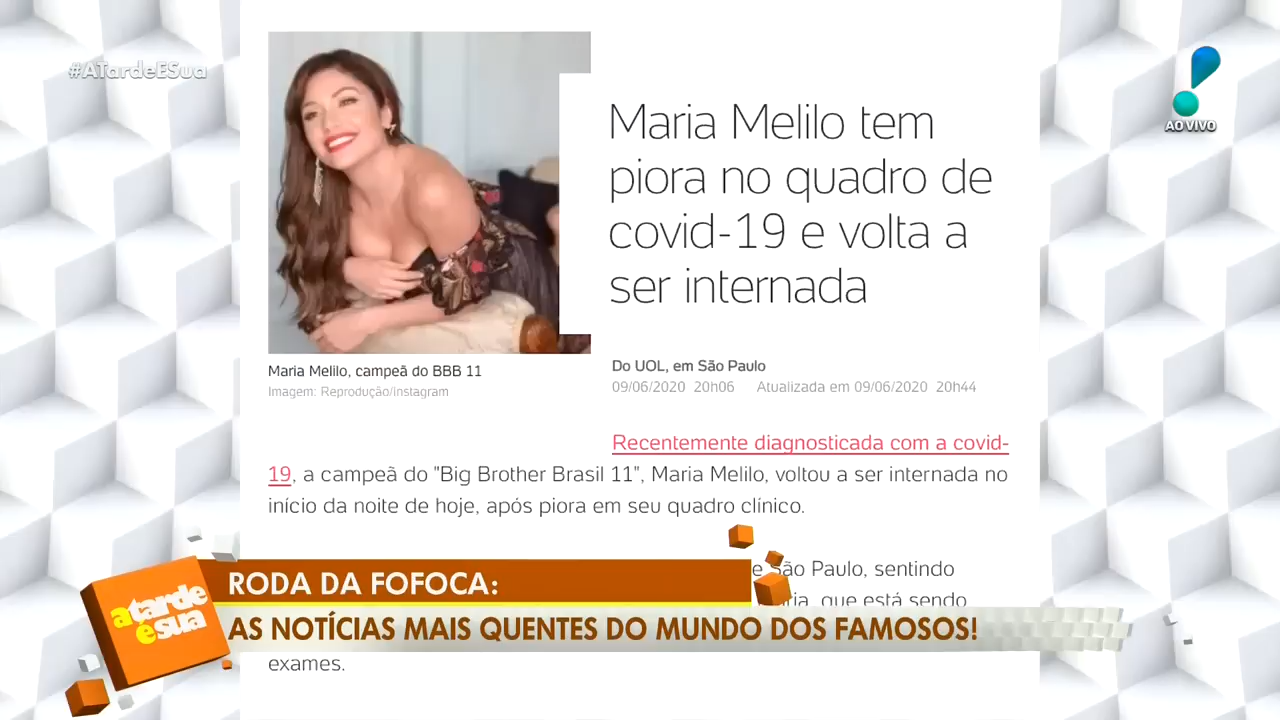 #ATardeESua
AO VIVO
Maria Melilo tem
piora no quadro de
covid-19 e volta a
ser internada
Maria Melilo, campeã do BBB 11
Imagem: Reprodução/instagram
Do UOL, em São Paulo
09/06/2020 20h06 Atualizada em 09/06/2020 20h44
Recentemente diagnosticada com a covid-
19, a campeã do "Big Brother Brasil 11", Maria Melilo, voltou a ser internada no
início da noite de hoje, após piora em seu quadro clínico.
e São Paulo, sentindo
que está sendo
exames.
a tarde
é sua
RODA DA FOFOCA:
AS NOTÍCIAS MAIS QUENTES DO MUNDO DOS FAMOSOS!